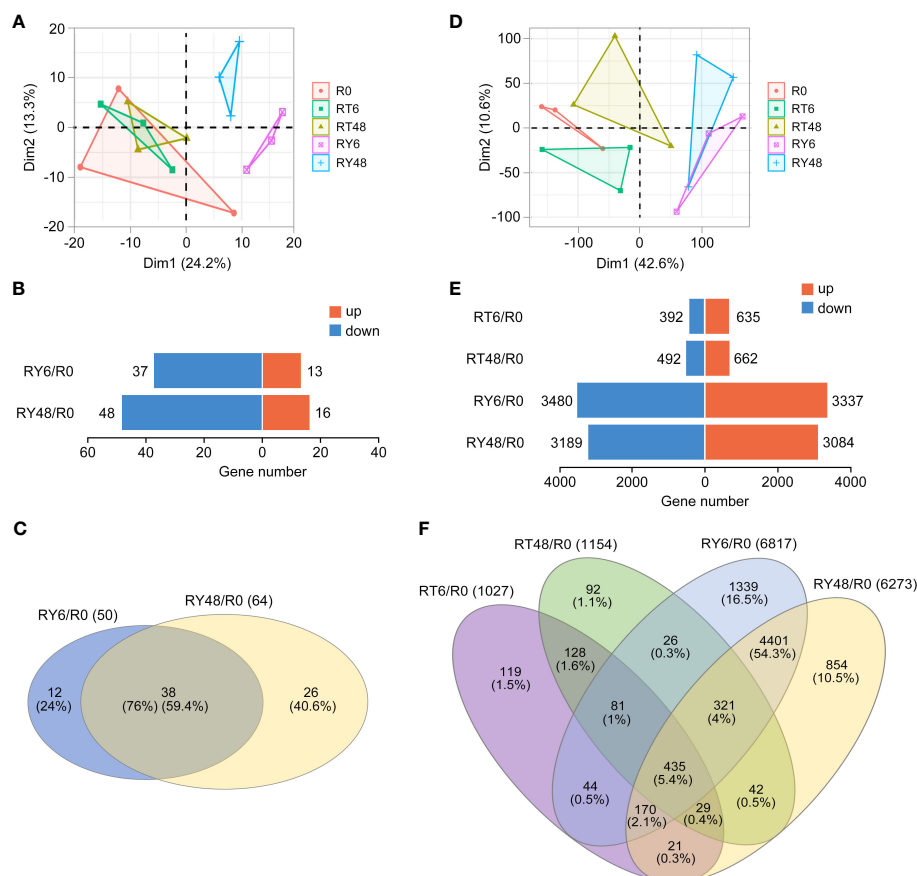 A
20
10
0
-10
-20
-20
-10
0
10
20
Dim2 (13.3%)
Dim1 (24.2%)
R0
RT6
RT48
RY6
RY48
D
100
50
0
-50
-100
-100
0
100
Dim2 (10.6%)
Dim1 (42.6%)
R0
RT6
RT48
RY6
RY48
B
up
down
RY6/R0
37
13
RY48/R0
48
16
60
40
20
0
20
40
Gene number
E
up
down
RT6/R0
392
635
RT48/R0
492
662
RY6/R0
3480
3337
RY48/R0
3189
3084
4000
2000
0
2000
4000
Gene number
C
RY6/R0 (50)
RY48/R0 (64)
12
(24%)
38
(76%) (59.4%)
26
(40.6%)
F
RT6/R0 (1027)
RT48/R0 (1154)
RY6/R0 (6817)
RY48/R0 (6273)
92
(1.1%)
1339
(16.5%)
119
(1.5%)
128
(1.6%)
26
(0.3%)
4401
(54.3%)
854
(10.5%)
81
(1%)
321
(4%)
435
(5.4%)
44
(0.5%)
42
(0.5%)
170
(2.1%)
29
(0.4%)
21
(0.3%)